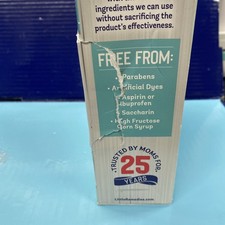 ingredients we can use
without sacrificing the
product's effectiveness.
FREE FROM:
• Parabens
• Artificial Dyes
• Aspirin or
Ibuprofen
• Saccharin
• High Fructose
Corn Syrup
TRUSTED BY MOMS FOR
25
YEARS